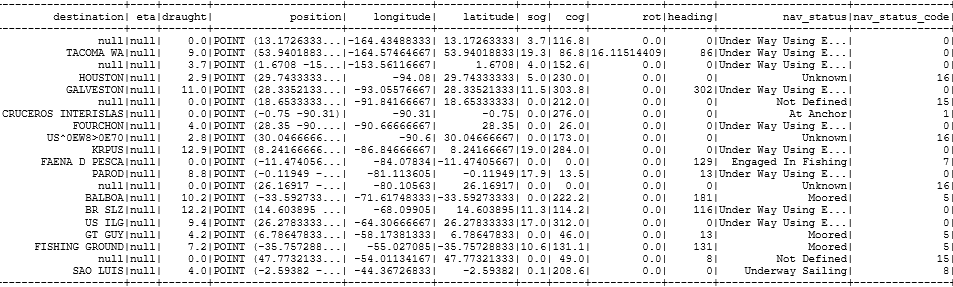 destination| eta|draught| position| longitude| latitude| sog| cog| rot|heading| nav_status|nav_status_code|
null|null| 0.0|POINT (13.1726333...|-164.43488333| 13.17263333| 3.7|116.8| 0.0| 0|Under Way Using E...| 0|
TACOMA WA|null| 9.0|POINT (53.9401883...|-164.57464667| 53.94018833|19.3| 86.8|16.11514409| 86|Under Way Using E...| 0|
null|null| 3.7|POINT (1.6708 -15...|-153.56116667| 1.6708| 4.0|152.6| 0.0| 0|Under Way Using E...| 0|
HOUSTON|null| 2.9|POINT (29.7433333...| -94.08| 29.74333333| 5.0|230.0| 0.0| 0| Unknown| 16|
GALVESTON|null| 11.0|POINT (28.3352133...| -93.05576667| 28.33521333|11.5|303.8| 0.0| 302|Under Way Using E...| 0|
null|null| 0.0|POINT (18.6533333...| -91.84166667| 18.65333333| 0.0|212.0| 0.0| 0| Not Defined| 15|
CRUCEROS INTERISLAS|null| 0.0|POINT (-0.75 -90.31)| -90.31| -0.75| 0.0|276.0| 0.0| 0| At Anchor| 1|
FOURCHON|null| 4.0|POINT (28.35 -90....| -90.66666667| 28.35| 0.0| 26.0| 0.0| 0|Under Way Using E...| 0|
US^0EW8>0E70|null| 2.8|POINT (30.0466666...| -90.6| 30.04666667| 0.0|173.0| 0.0| 0| Unknown| 16|
KRPUS|null| 12.9|POINT (8.24166666...| -86.84666667| 8.24166667|19.0|284.0| 0.0| 0|Under Way Using E...| 0|
FAENA D PESCA|null| 0.0|POINT (-11.474056...| -84.07834|-11.47405667| 0.0| 0.0| 0.0| 129| Engaged In Fishing| 7|
PAROD|null| 8.8|POINT (-0.11949 -...| -81.113605| -0.11949|17.9| 13.5| 0.0| 13|Under Way Using E...| 0|
null|null| 0.0|POINT (26.16917 -...| -80.10563| 26.16917| 0.0| 0.0| 0.0| 0| Unknown| 16|
BALBOA|null| 10.2|POINT (-33.592733...| -71.61748333|-33.59273333| 0.0|222.2| 0.0| 181| Moored| 5|
BR SLZ|null| 12.2|POINT (14.603895 ...| -68.09905| 14.603895|11.3|114.2| 0.0| 116|Under Way Using E...| 0|
US ILG|null| 9.4|POINT (26.2783333...| -64.30666667| 26.27833333|17.0|312.0| 0.0| 0|Under Way Using E...| 0|
GT GUY|null| 4.2|POINT (6.78647833...| -58.17381333| 6.78647833| 0.0| 46.0| 0.0| 13| Moored| 5|
FISHING GROUND|null| 7.2|POINT (-35.757288...| -55.027085|-35.75728833|10.6|131.1| 0.0| 131| Moored| 5|
null|null| 0.0|POINT (47.7732133...| -54.01134167| 47.77321333| 0.0| 49.0| 0.0| 8| Not Defined| 15|
SAO LUIS|null| 4.0|POINT (-2.59382 -...| -44.36726833| -2.59382| 0.1|208.6| 0.0| 0| Underway Sailing| 8|